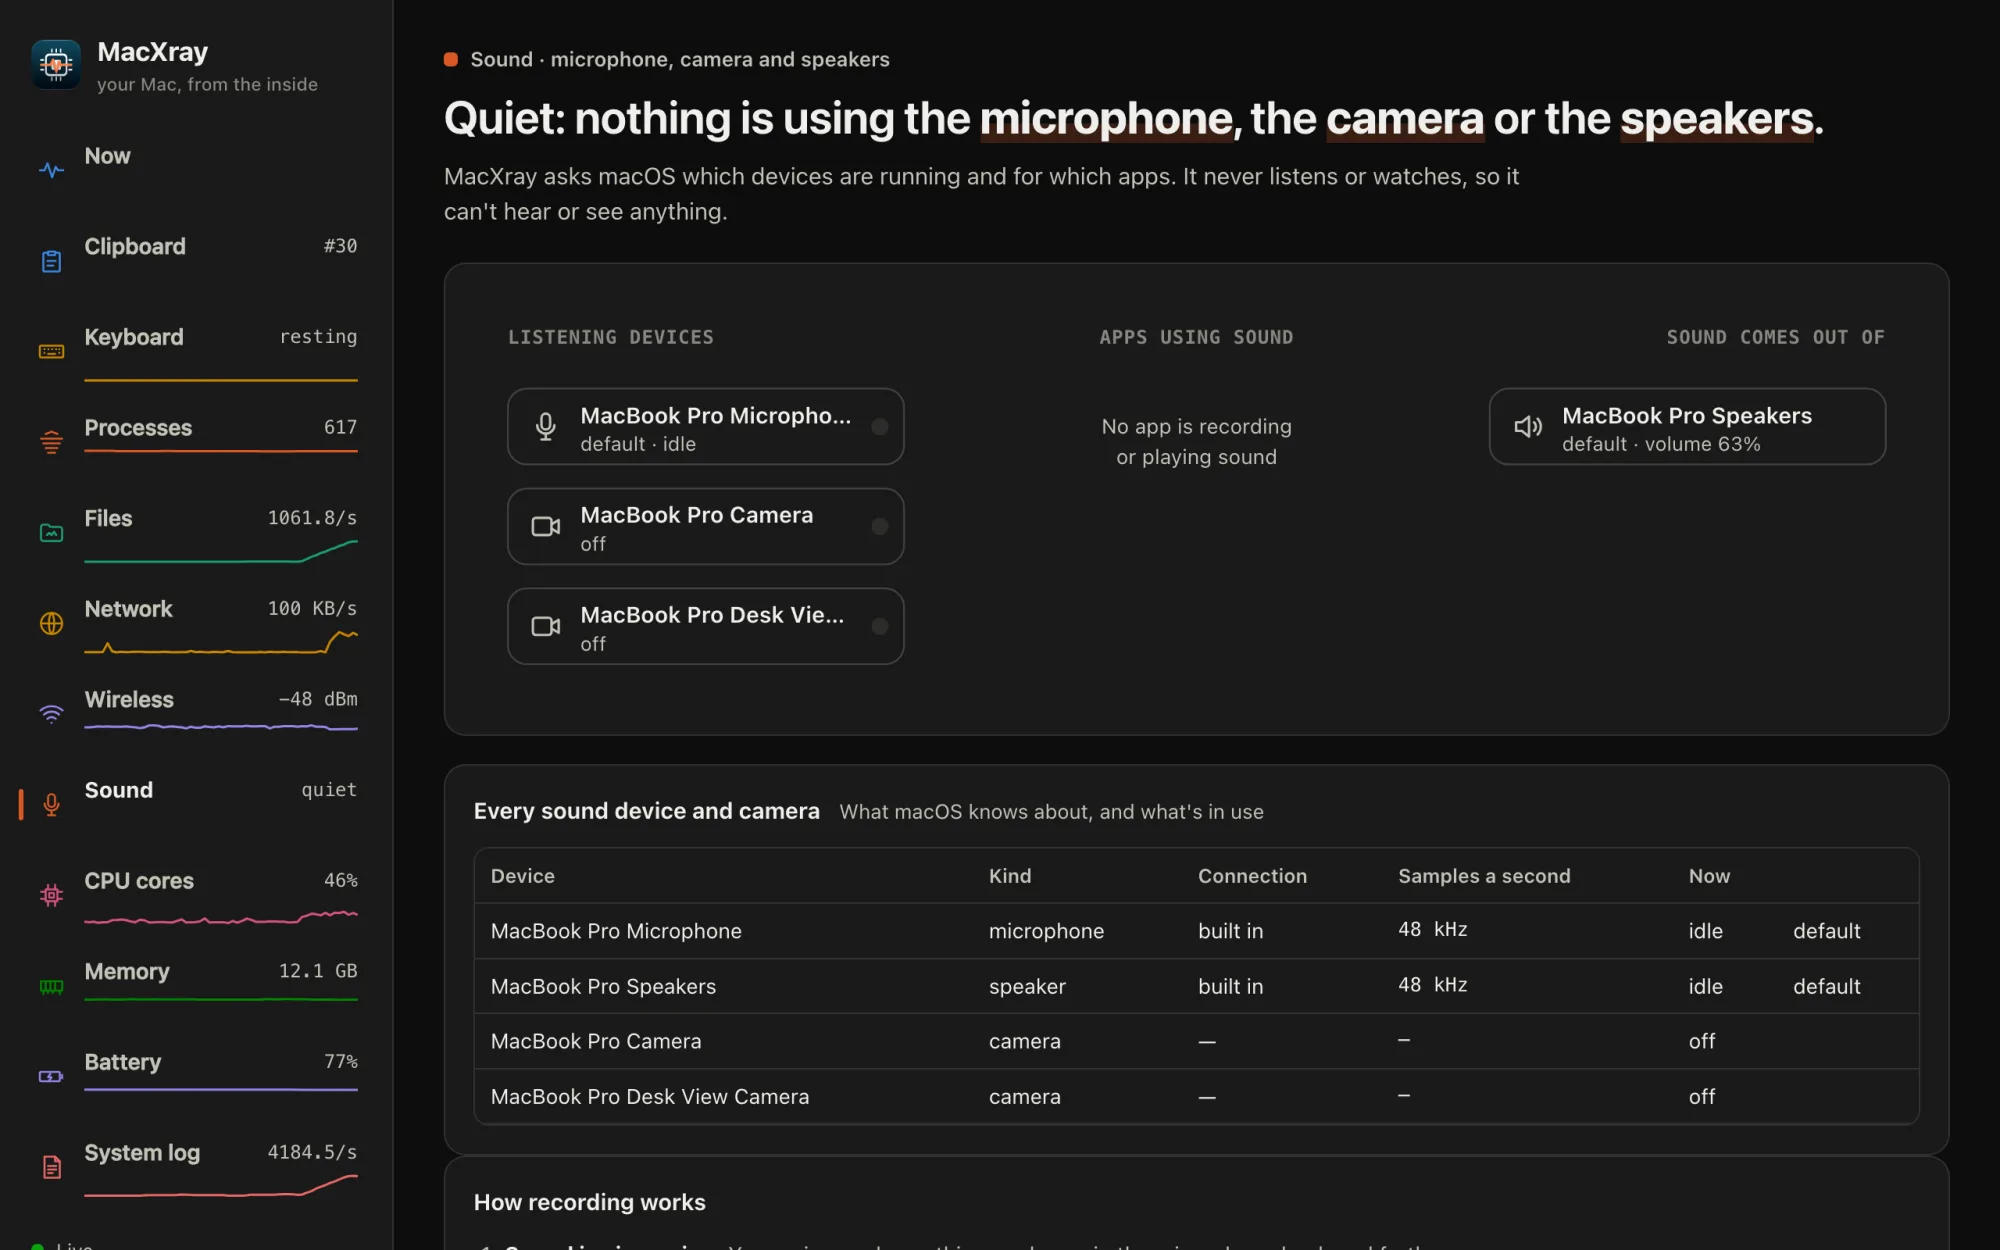 MacXray
your Mac, from the inside
Now
Clipboard #30
Keyboard resting
Processes 617
Files 1061.8/s
Network 100 KB/s
Wireless −48 dBm
Sound quiet
CPU cores 46%
Memory 12.1 GB
Battery 77%
System log 4184.5/s
Live
Sound · microphone, camera and speakers
Quiet: nothing is using the microphone, the camera or the speakers.
MacXray asks macOS which devices are running and for which apps. It never listens or watches, so it
can't hear or see anything.
LISTENING DEVICES
MacBook Pro Micropho...
default · idle
MacBook Pro Camera
off
MacBook Pro Desk Vie...
off
APPS USING SOUND
No app is recording
or playing sound
SOUND COMES OUT OF
MacBook Pro Speakers
default · volume 63%
Every sound device and camera What macOS knows about, and what's in use
Device Kind Connection Samples a second Now
MacBook Pro Microphone microphone built in 48 kHz idle default
MacBook Pro Speakers speaker built in 48 kHz idle default
MacBook Pro Camera camera — – off
MacBook Pro Desk View Camera camera — – off
How recording works